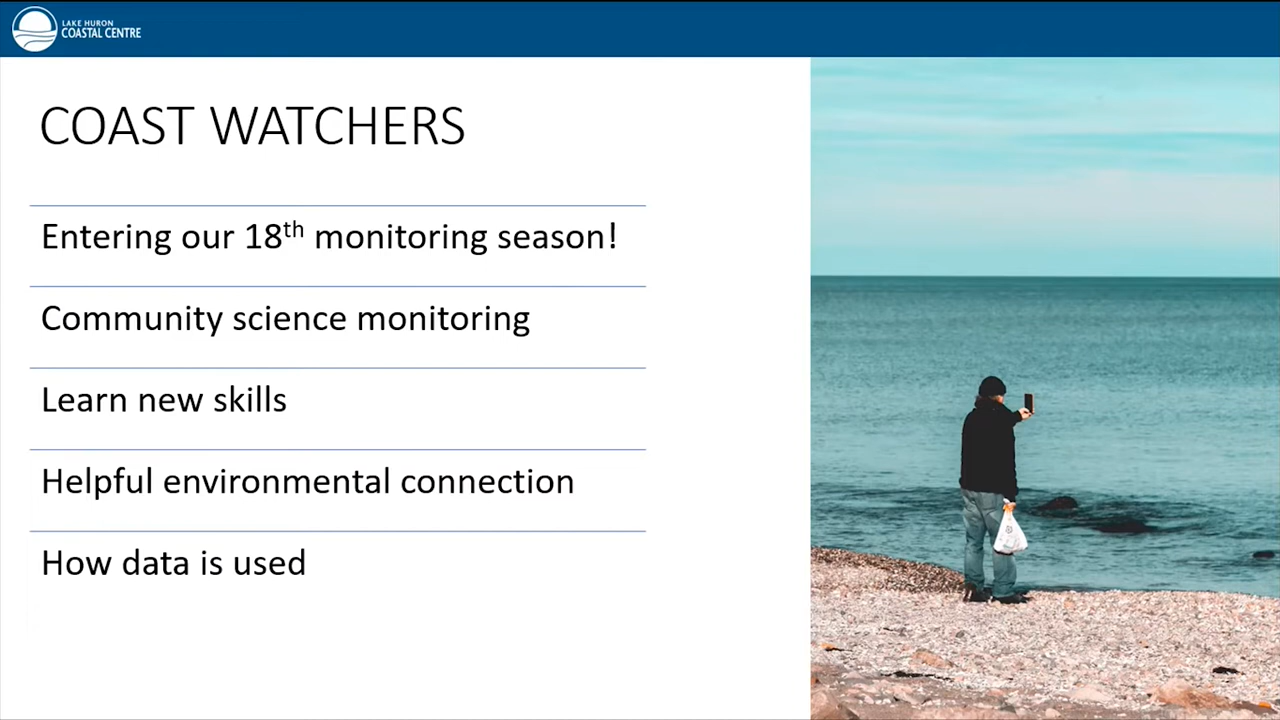 LAKE HURON
COASTAL CENTRE
COAST WATCHERS
Entering our 18th monitoring season!
Community science monitoring
Learn new skills
Helpful environmental connection
How data is used